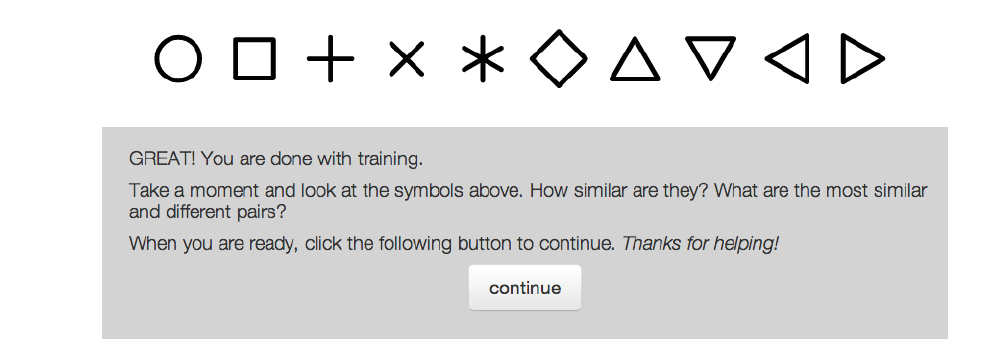 GREAT! You are done with training.
Take a moment and look at the symbols above. How similar are they? What are the most similar
and different pairs?
When you are ready, click the following button to continue. Thanks for helping!
continue